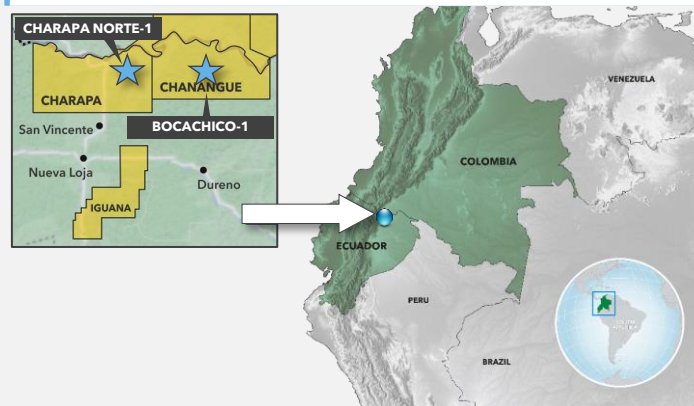 CHARAPA NORTE-1
CHARAPA
CHANANGUE
BOCACHICO-1
San Vincente
Nueva Loja
Dureno
IGUANA
VENEZUELA
COLOMBIA
ECUADOR
PERU
BRAZIL